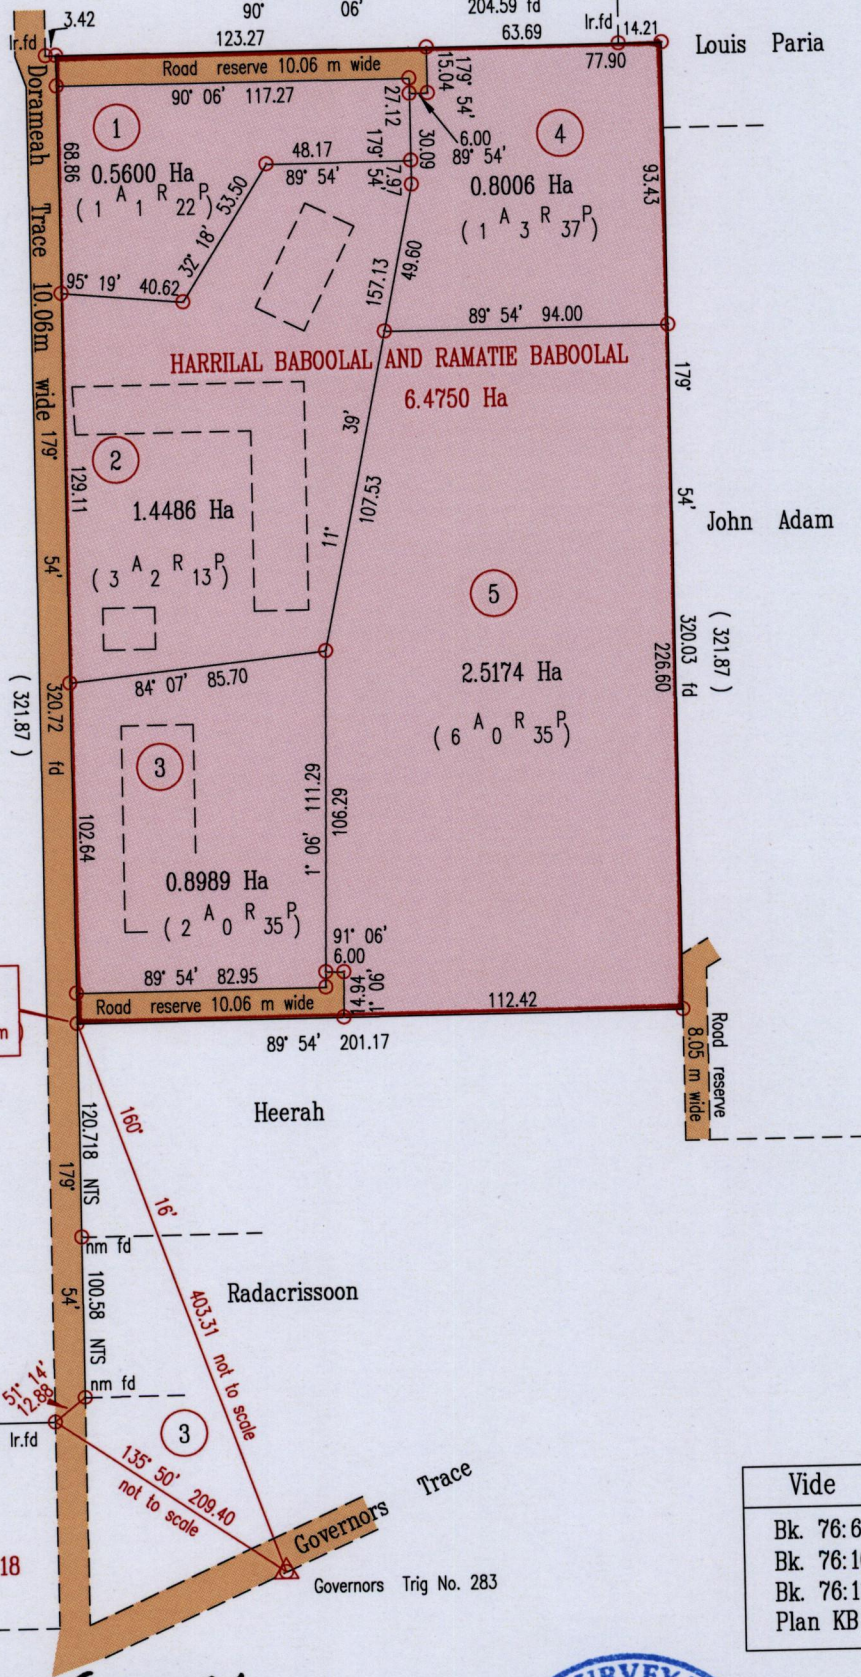 90° 06' 204.59 fd
3.42
Ir.fd
14.21
Ir.fd
123.27
63.69
Louis Paria
77.90
Road reserve 10.06 m wide
15.04
179° 54'
90° 06' 117.27
27.12
6.00
89° 54'
1
4
Dorameah Trace 10.06m wide
179° 54'
68.86
0.5600 Ha
( 1 A 1 R 22 P )
48.17
89° 54'
179° 54'
30.09
7.97
0.8006 Ha
( 1 A 3 R 37 P )
93.43
32° 18' 53.50
95° 19' 40.62
157.13
49.60
89° 54' 94.00
HARRILAL BABOOLAL AND RAMATIE BABOOLAL
6.4750 Ha
179° 54'
2
129.11
1.4486 Ha
( 3 A 2 R 13 P )
11° 39'
107.53
John Adam
5
2.5174 Ha
( 6 A 0 R 35 P )
320.03 fd
( 321.87 )
226.60
84° 07' 85.70
320.72 fd
( 321.87 )
3
102.64
0.8989 Ha
( 2 A 0 R 35 P )
1° 06' 111.29
106.29
91° 06'
6.00
89° 54' 82.95
14.94
1° 06'
Road reserve 10.06 m wide
112.42
m
89° 54' 201.17
Road reserve
8.05 m wide
Heerah
120.718 NTS
179° 54'
160° 16' 403.31 not to scale
nm fd
Radacrissoon
100.58 NTS
nm fd
51° 14'
12.88
Ir.fd
3
135° 50' 209.40
not to scale
Governors Trace
Governors Trig No. 283
18
Vide
Bk. 76:6
Bk. 76:1
Bk. 76:1
Plan KB
SURVEY